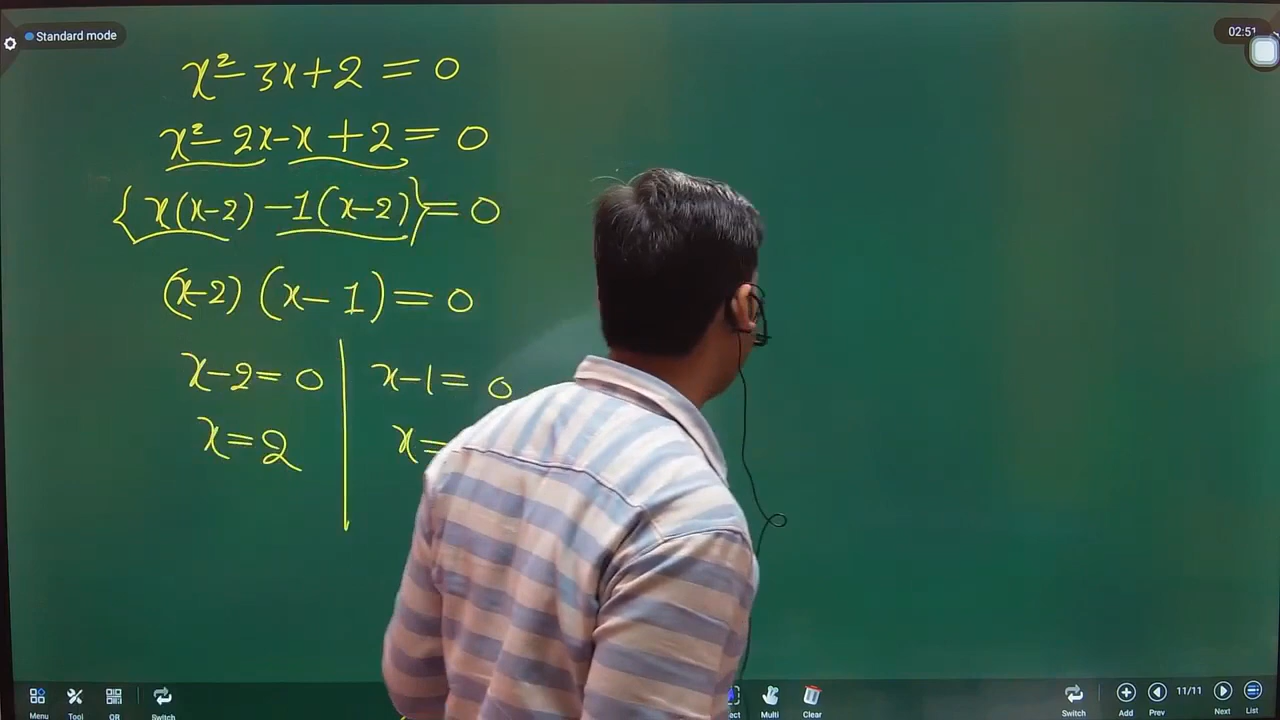 Standard mode
02:51
x² - 3x + 2 = 0
x² - 2x - x + 2 = 0
{x(x-2) - 1(x-2)} = 0
(x-2) (x - 1) = 0
x - 2 = 0 x - 1 = 0
x = 2 x =
Menu Tool QR Switch Multi Clear Switch Add Prev 11/11 Next List